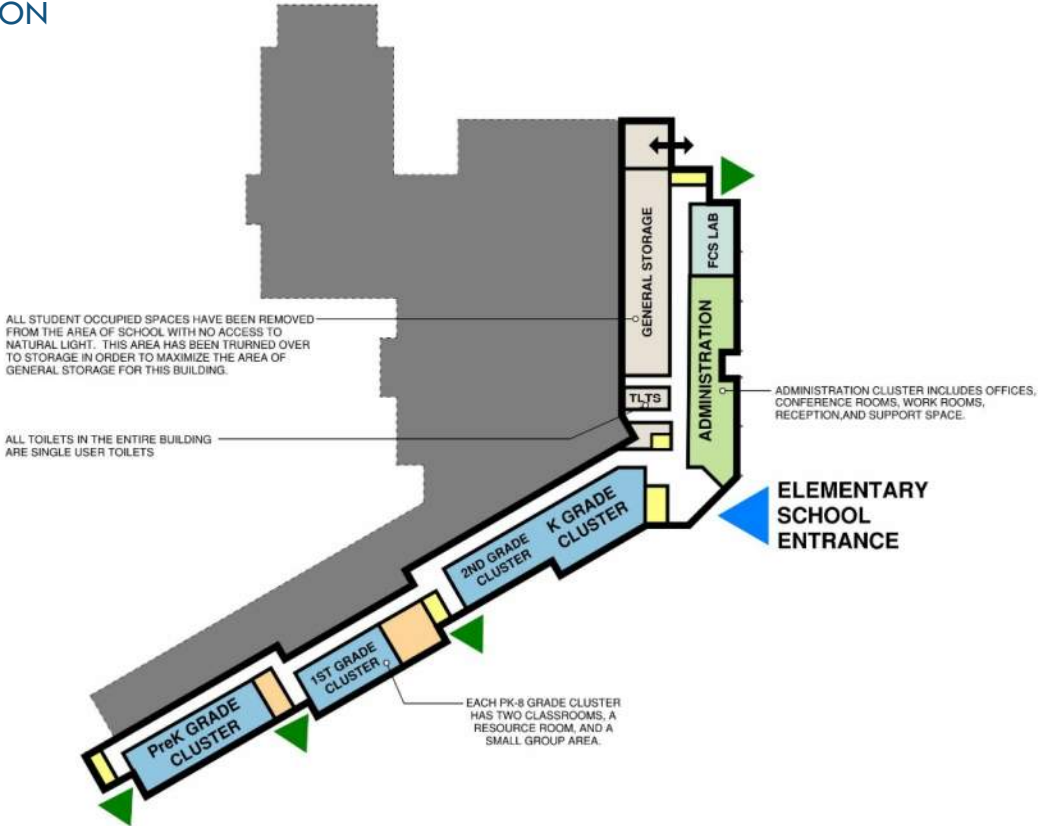 ON
GENERAL STORAGE
FCS LAB
ALL STUDENT OCCUPIED SPACES HAVE BEEN REMOVED
FROM THE AREA OF SCHOOL WITH NO ACCESS TO
NATURAL LIGHT. THIS AREA HAS BEEN TRURNED OVER
TO STORAGE IN ORDER TO MAXIMIZE THE AREA OF
GENERAL STORAGE FOR THIS BUILDING.
ADMINISTRATION
TLTS
ADMINISTRATION CLUSTER INCLUDES OFFICES,
CONFERENCE ROOMS, WORK ROOMS,
RECEPTION,AND SUPPORT SPACE.
ALL TOILETS IN THE ENTIRE BUILDING
ARE SINGLE USER TOILETS
ELEMENTARY
SCHOOL
ENTRANCE
K GRADE
CLUSTER
2ND GRADE
CLUSTER
1ST GRADE
CLUSTER
EACH PK-8 GRADE CLUSTER
HAS TWO CLASSROOMS, A
RESOURCE ROOM, AND A
SMALL GROUP AREA.
PreK GRADE
CLUSTER